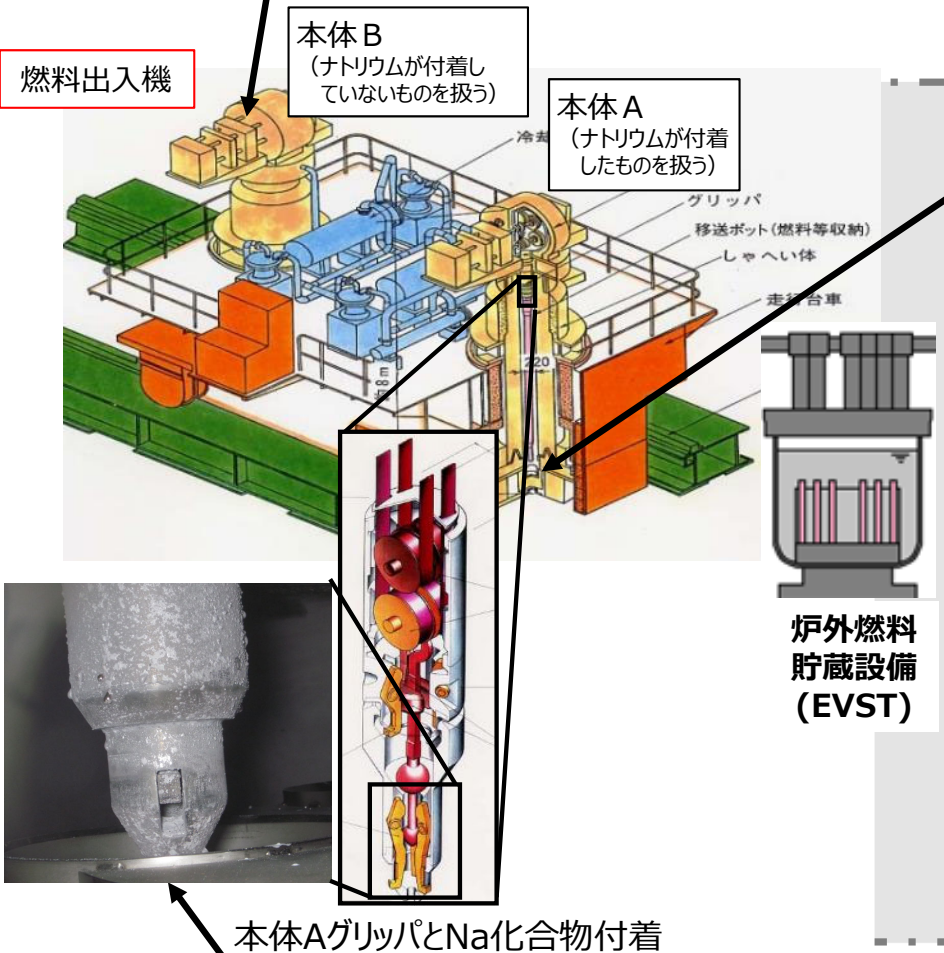 燃料出入機
本体B
（ナトリウムが付着し
ていないものを扱う）
本体A
（ナトリウムが付着
したものを扱う）
冷却
グリッパ
移送ポット（燃料等収納）
しゃへい体
走行台車
220
8m
炉外燃料
貯蔵設備
(EVST)
本体AグリッパとNa化合物付着